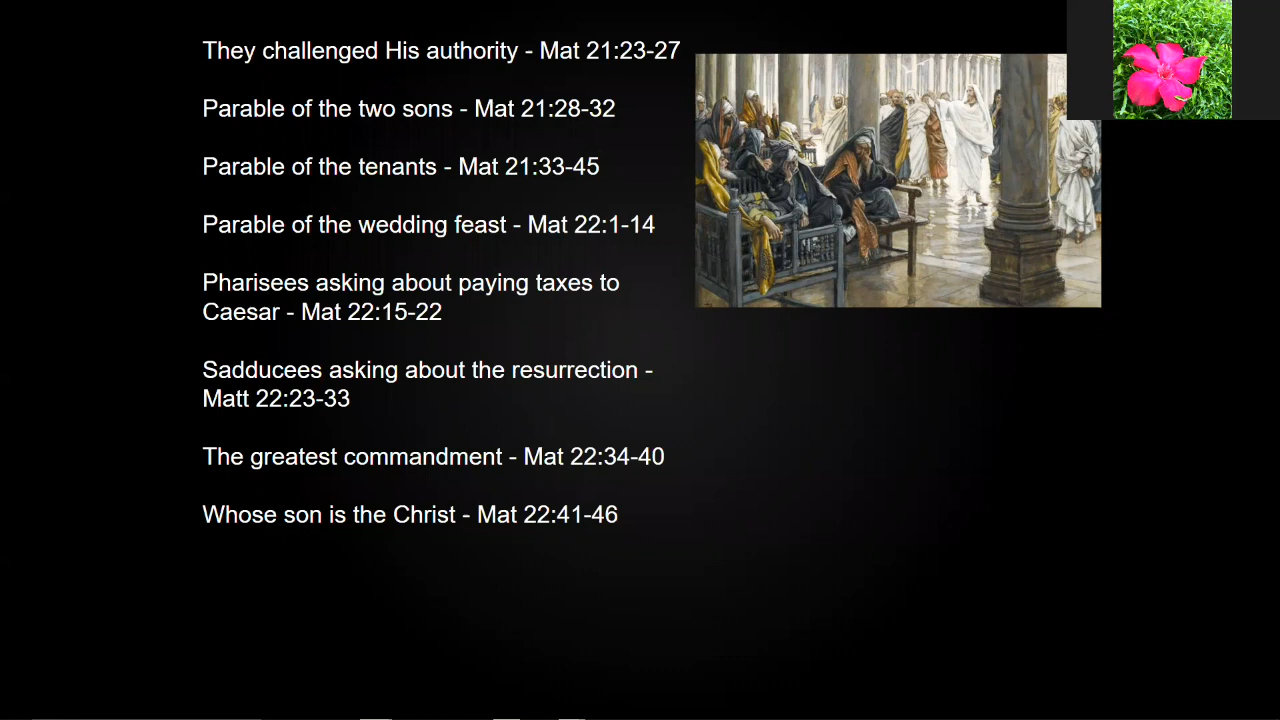 They challenged His authority - Mat 21:23-27
Parable of the two sons - Mat 21:28-32
Parable of the tenants - Mat 21:33-45
Parable of the wedding feast - Mat 22:1-14
Pharisees asking about paying taxes to
Caesar - Mat 22:15-22
Sadducees asking about the resurrection -
Matt 22:23-33
The greatest commandment - Mat 22:34-40
Whose son is the Christ - Mat 22:41-46